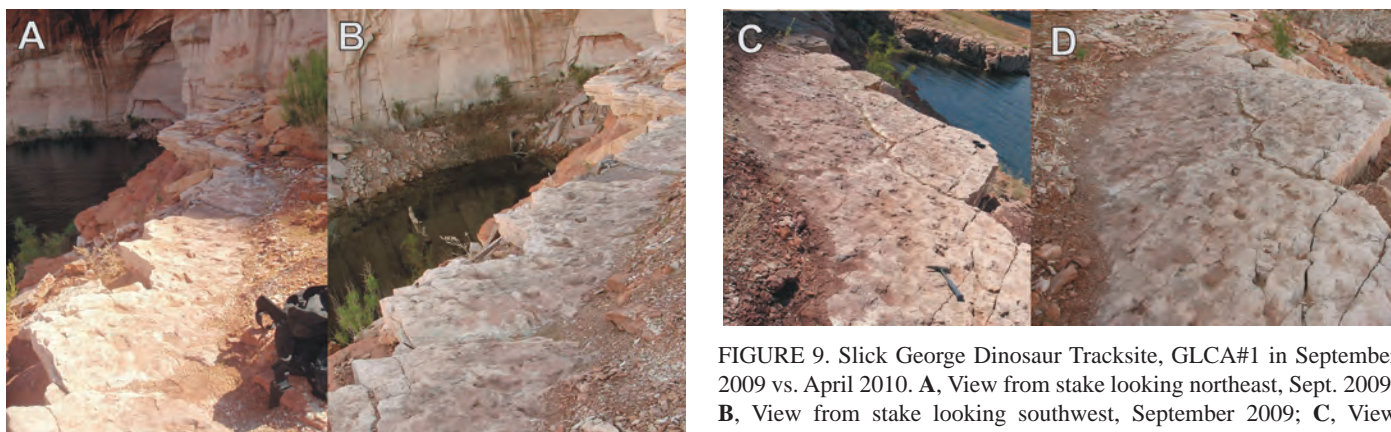 A
B
C
D
FIGURE 9. Slick George Dinosaur Tracksite, GLCA#1 in September
2009 vs. April 2010. A, View from stake looking northeast, Sept. 2009
B, View from stake looking southwest, September 2009; C, View